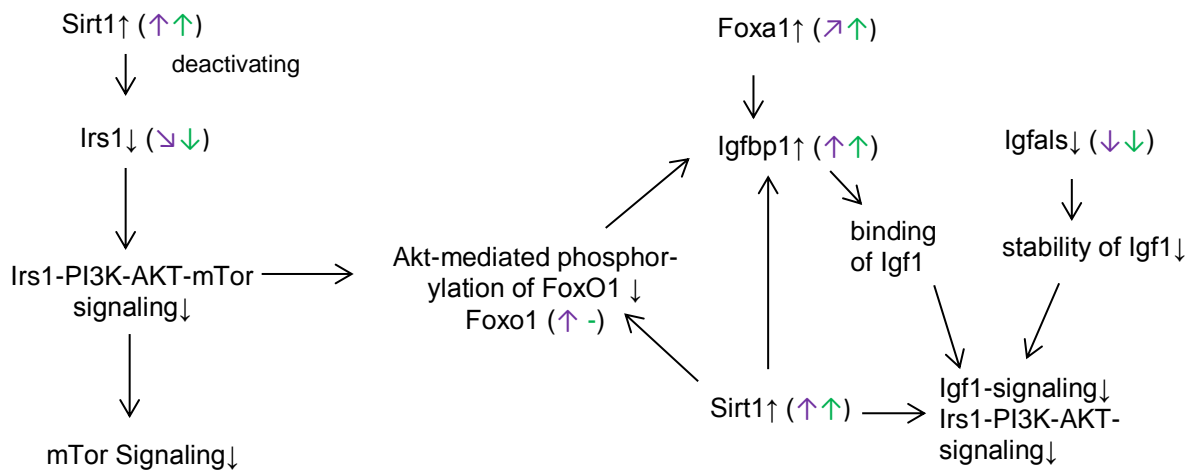 Sirt1↑ (↑↑)
deactivating
Irs1↓ (↘↓)
Irs1-PI3K-AKT-mTor
signaling↓
mTor Signaling↓
Akt-mediated phosphor-
ylation of FoxO1 ↓
Foxo1 (↑ -)
Foxa1↑ (↗↑)
Igfbp1↑ (↑↑)
binding
of Igf1
Igfals↓ (↓↓)
stability of Igf1↓
Sirt1↑ (↑↑)
Igf1-signaling↓
Irs1-PI3K-AKT-
signaling↓